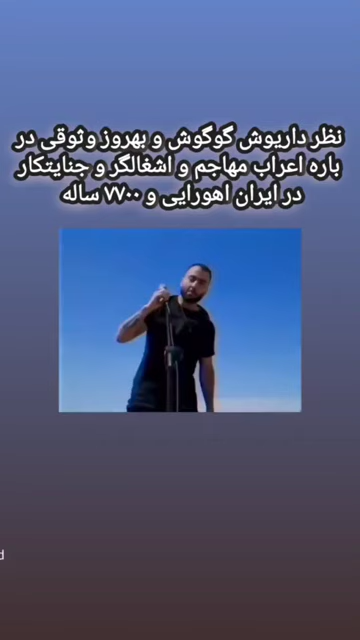 نظر داریوش گوگوش و بهروز وثوقی در
باره اعراب مهاجم و اشغالگر و جنایتکار
در ایران اهورایی و ۷۷۰۰ ساله
d